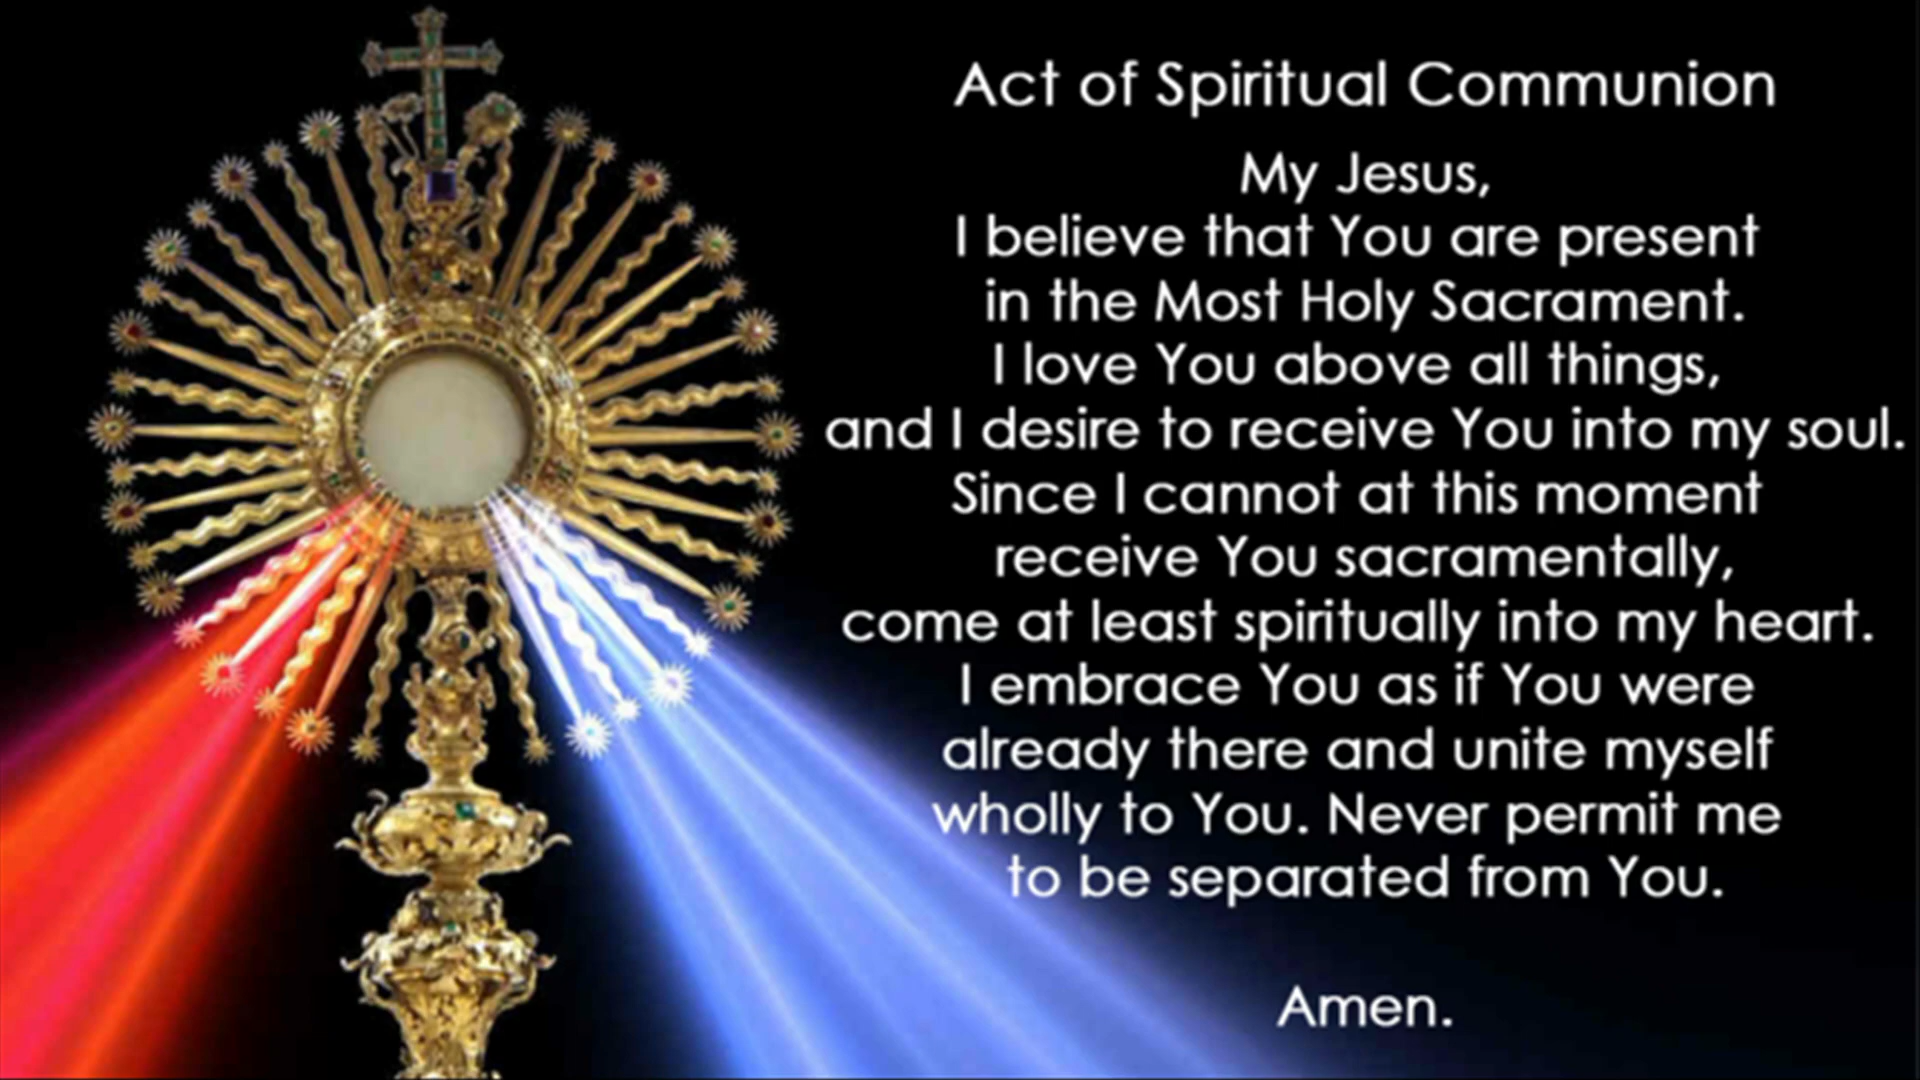 Act of Spiritual Communion
My Jesus,
I believe that You are present
in the Most Holy Sacrament.
I love You above all things,
and I desire to receive You into my soul.
Since I cannot at this moment
receive You sacramentally,
come at least spiritually into my heart.
I embrace You as if You were
already there and unite myself
wholly to You. Never permit me
to be separated from You.
Amen.